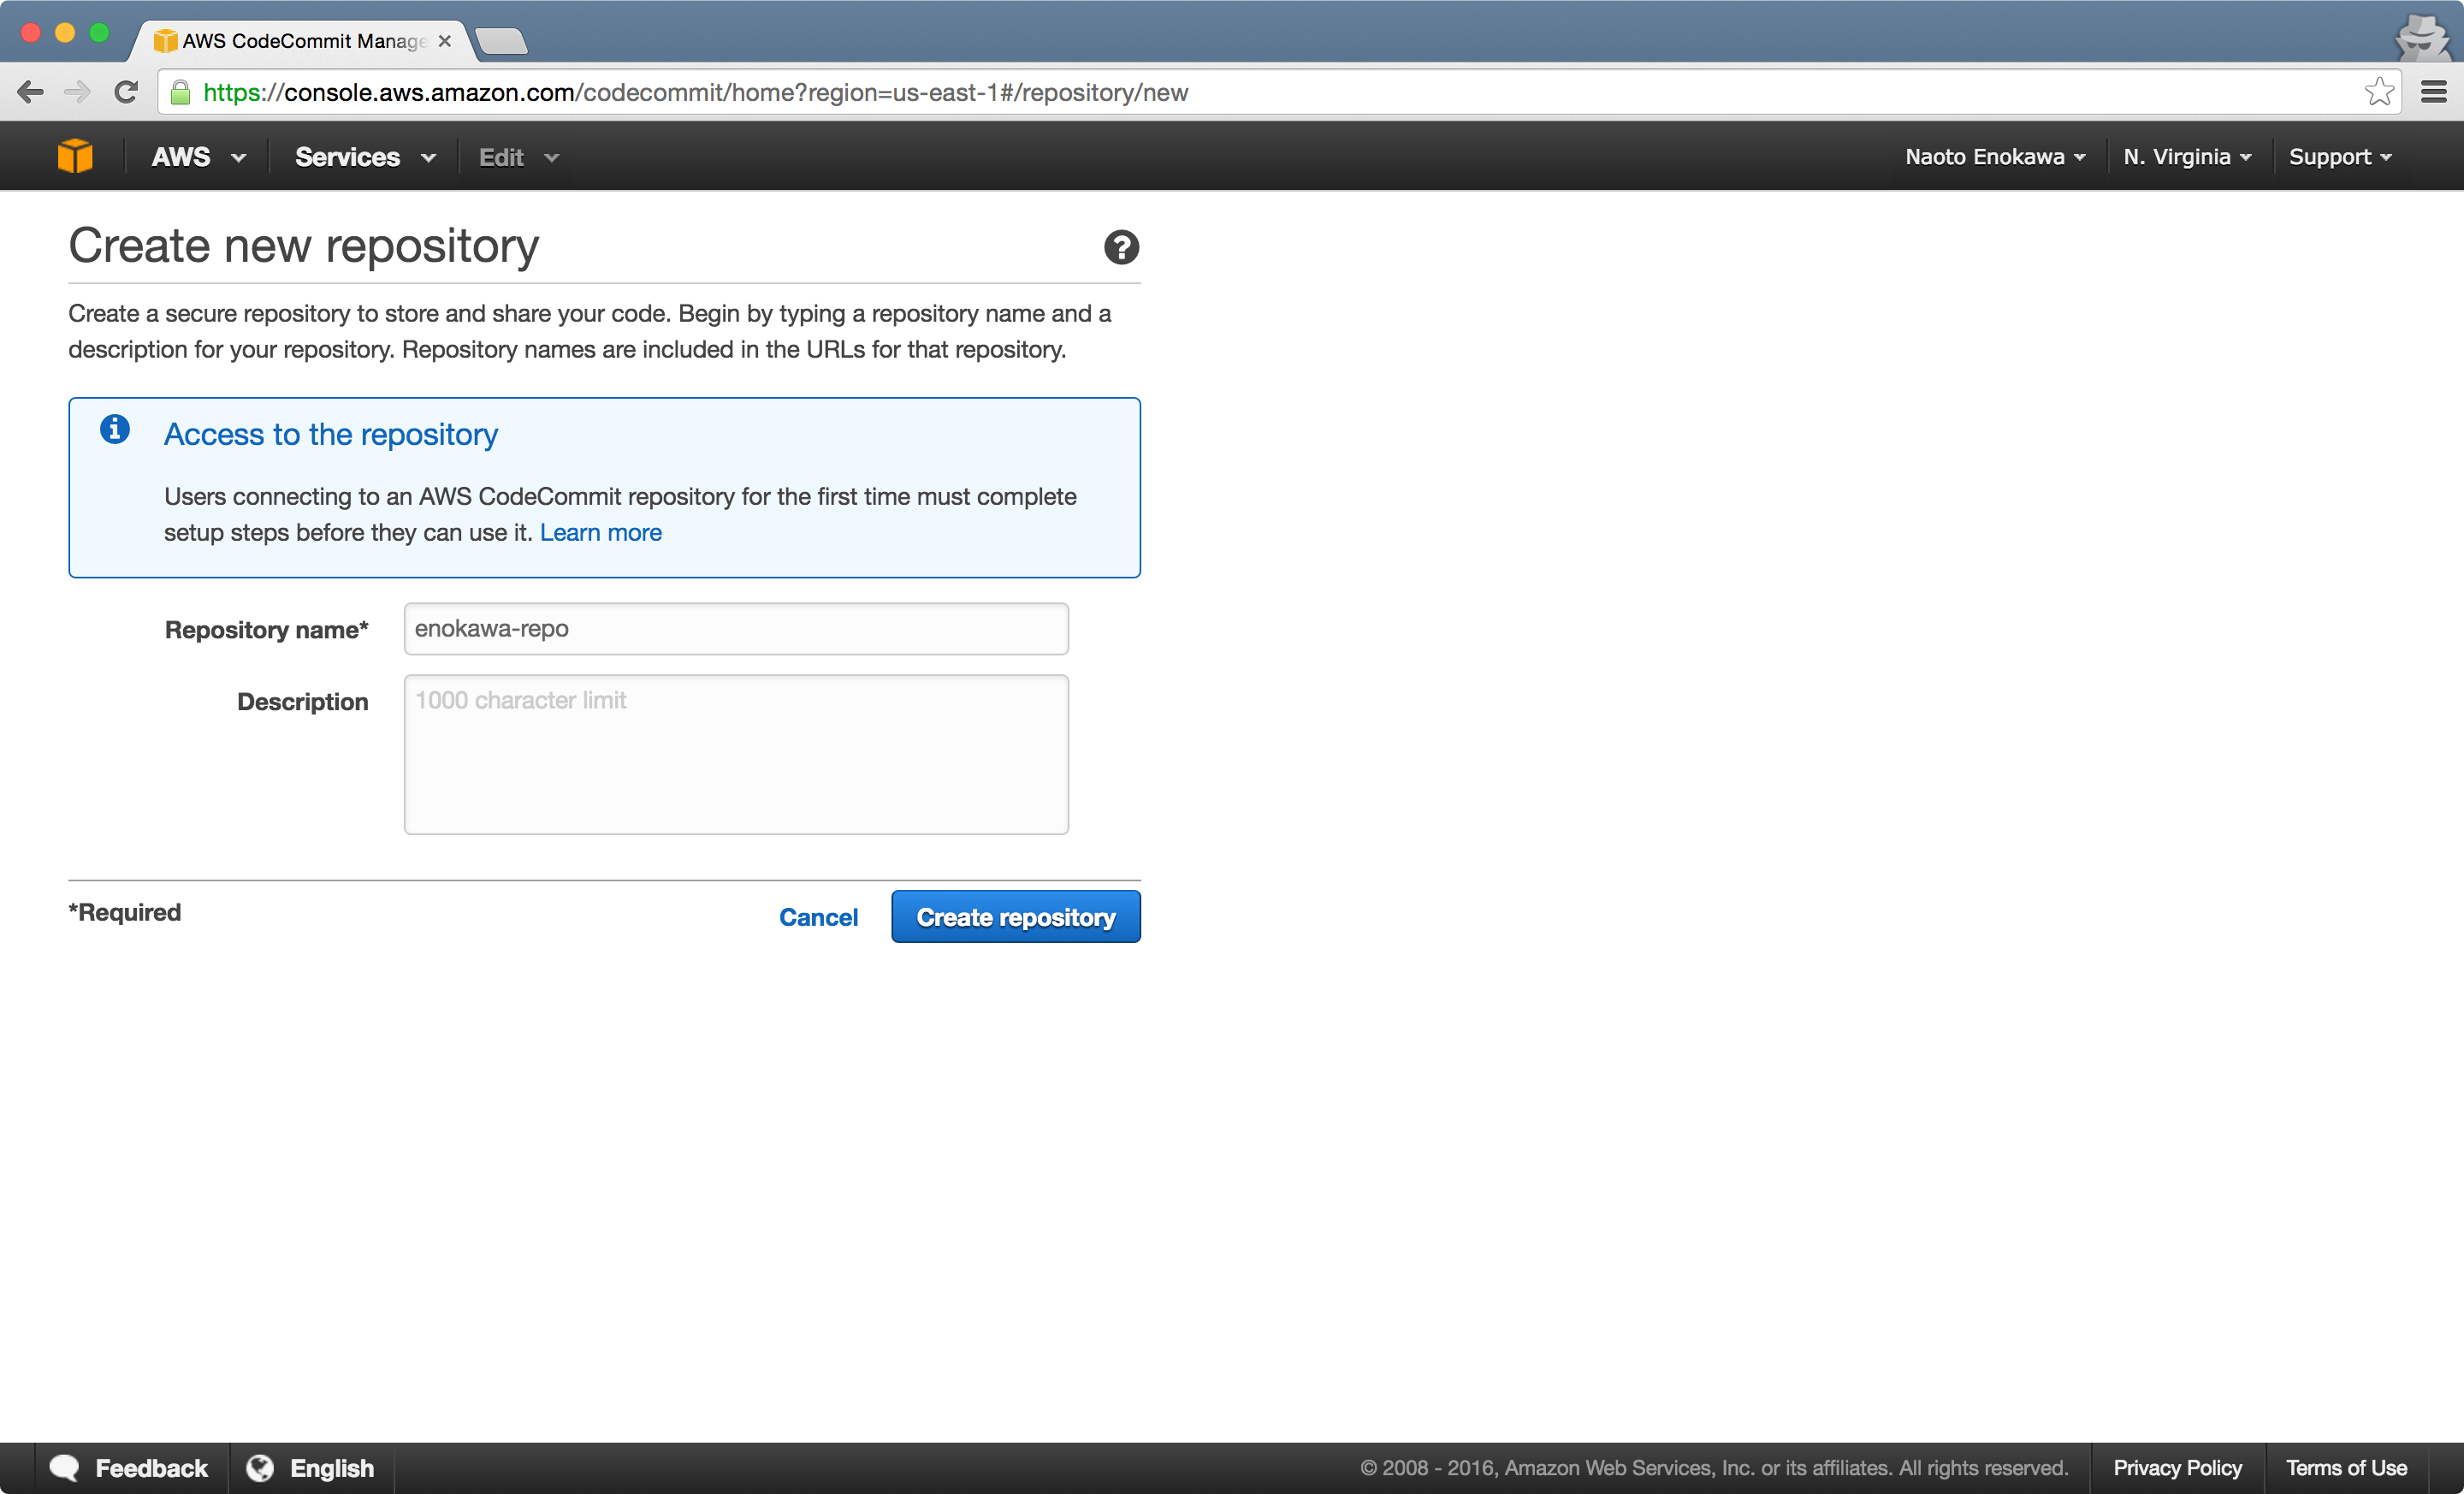 AWS CodeCommit Manage
https://console.aws.amazon.com/codecommit/home?region=us-east-1#/repository/new
AWS Services Edit Naoto Enokawa N. Virginia Support
Create new repository
Create a secure repository to store and share your code. Begin by typing a repository name and a
description for your repository. Repository names are included in the URLs for that repository.
Access to the repository
Users connecting to an AWS CodeCommit repository for the first time must complete
setup steps before they can use it. Learn more
Repository name* enokawa-repo
Description 1000 character limit
*Required Cancel Create repository
Feedback English © 2008 - 2016, Amazon Web Services, Inc. or its affiliates. All rights reserved. Privacy Policy Terms of Use